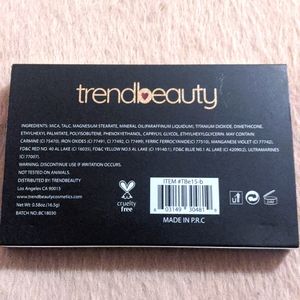 trendbeauty
INGREDIENTS: MICA, TALC, MAGNESIUM STEARATE, MINERAL OIL(PARAFFINUM LIQUIDUM), TITANIUM DIOXIDE, DIMETHICONE,
ETHYLHEXYL PALMITATE, POLYISOBUTENE, PHENOXYETHANOL, CAPRYLYL GLYCOL, ETHYLHEXYLGLYCERIN. MAY CONTAIN
CARMINE (CI 75470), IRON OXIDES (CI 77491, CI 77492, CI 77499), FERRIC FERROCYANIDE(CI 77510), MANGANESE VIOLET (CI 77742),
FD&C RED NO. 40 AL LAKE (CI 16035), FD&C YELLOW NO.5 AL LAKE (CI 19140:1), FD&C BLUE NO.1 AL LAKE (CI 42090:2), ULTRAMARINES
(CI 77007).
WARNING: DISCONTINUE USE IF IRRITATION OCCURS.
NOT TESTED ON ANIMALS.
DISTRIBUTED BY: TRENDBEAUTY
Los Angeles CA 90015
www.trendbeautycosmetics.com
Net wt: 0.58oz (16.5g)
BATCH NO: BC18030
cruelty
free
ITEM #TBe15-b
MADE IN P.R.C